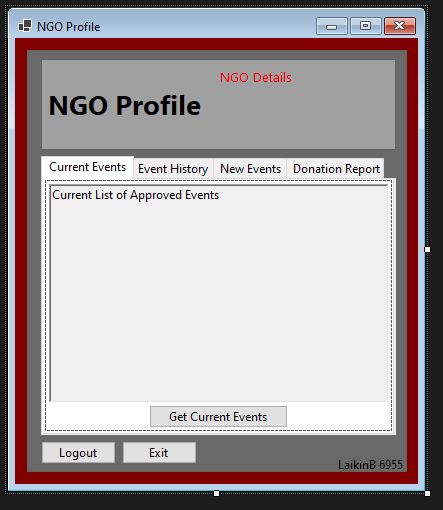 NGO Profile
NGO Details
NGO Profile
Current Events Event History New Events Donation Report
Current List of Approved Events
Get Current Events
Logout Exit
LaikinB 6955